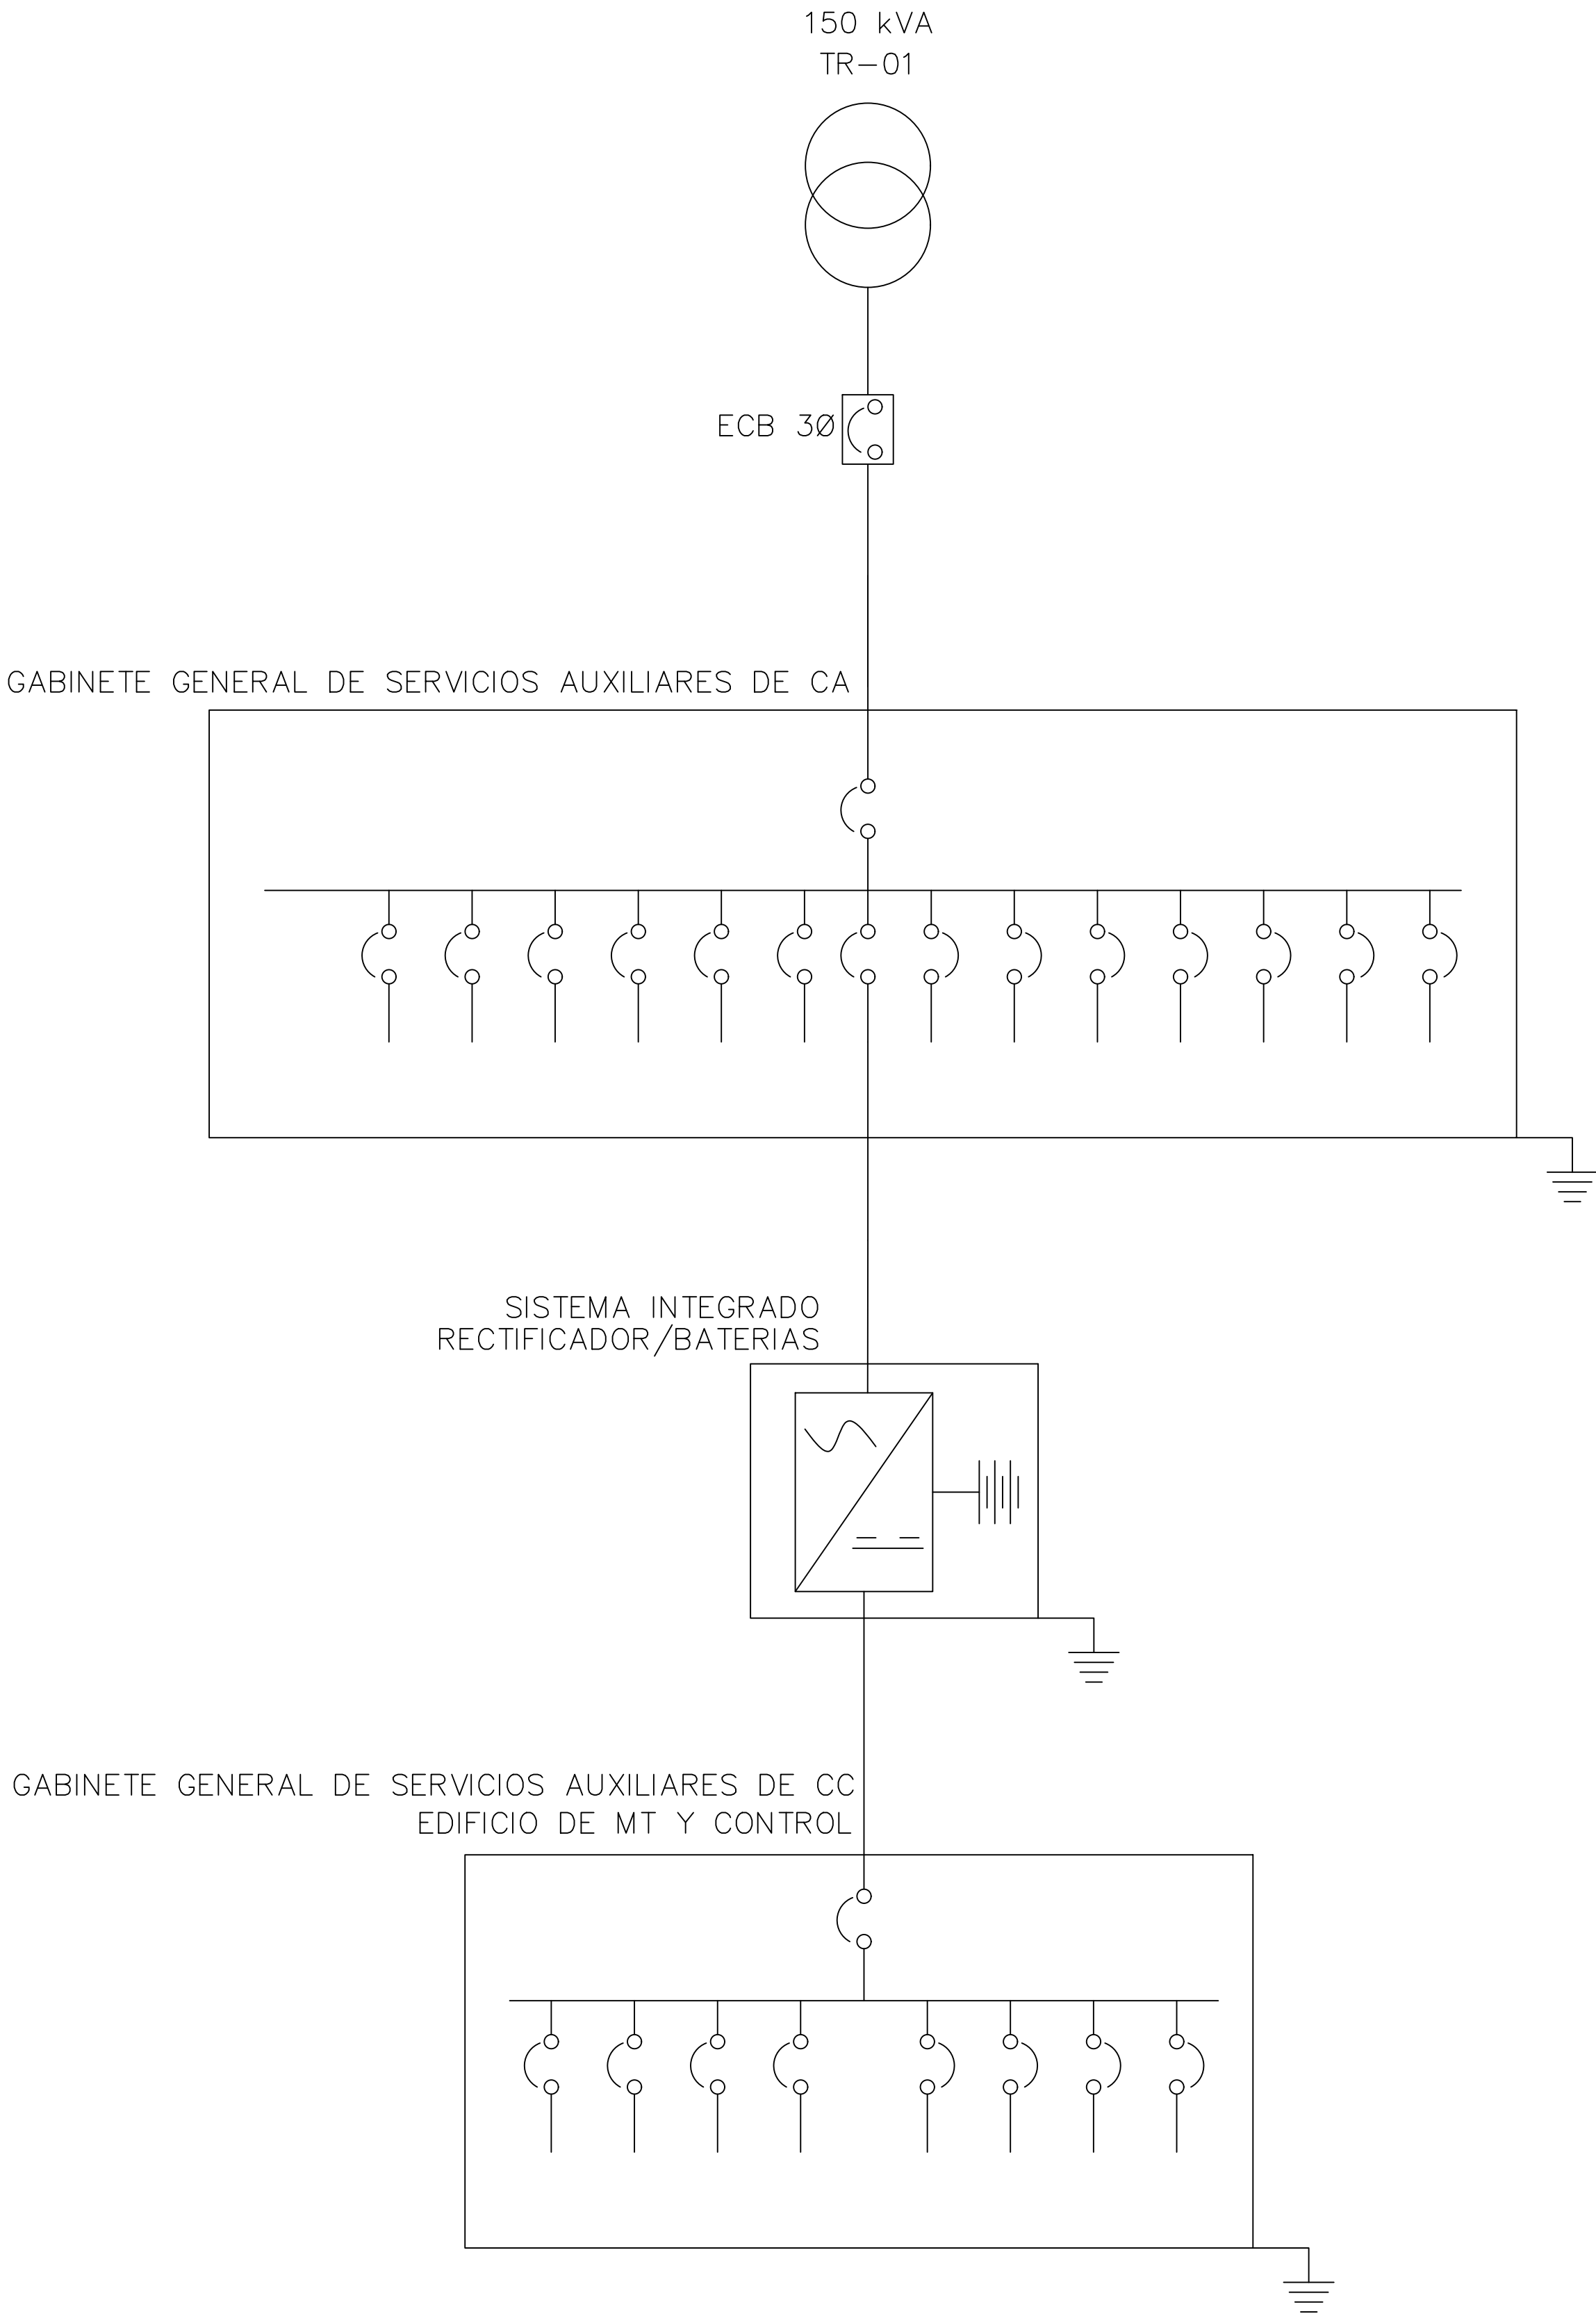 150 kVA
TR-01
ECB 3Ø
GABINETE GENERAL DE SERVICIOS AUXILIARES DE CA
SISTEMA INTEGRADO
RECTIFICADOR/BATERIAS
GABINETE GENERAL DE SERVICIOS AUXILIARES DE CC
EDIFICIO DE MT Y CONTROL